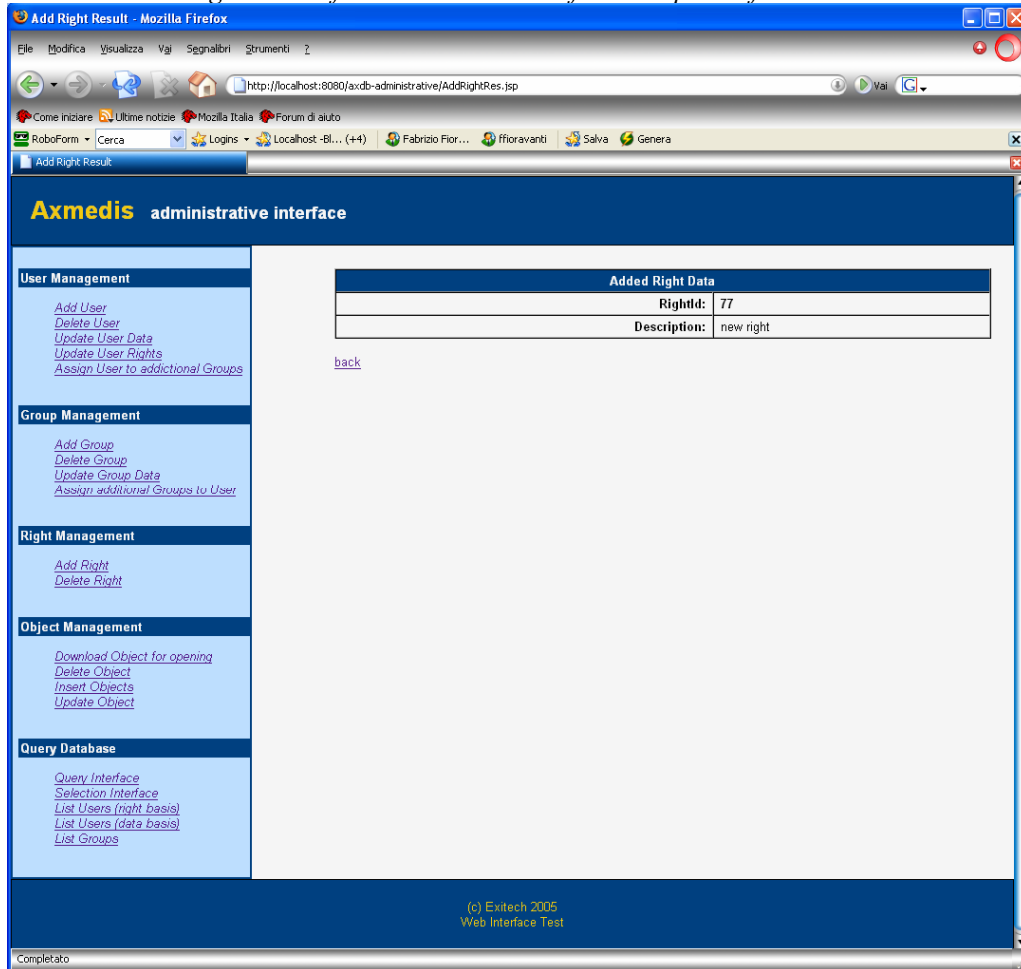 Add Right Result - Mozilla Firefox
File Modifica Visualizza Vai Segnalibri Strumenti ?
http://localhost:8080/axdb-administrative/AddRightRes.jsp Vai G
Come iniziare Ultime notizie Mozilla Italia Forum di aiuto
RoboForm Cerca Logins Localhost -Bl... (+4) Fabrizio Fior... ffioravanti Salva Genera
Add Right Result
Axmedis administrative interface
User Management
Add User
Delete User
Update User Data
Update User Rights
Assign User to addictional Groups
Group Management
Add Group
Delete Group
Update Group Data
Assign additional Groups to User
Right Management
Add Right
Delete Right
Object Management
Download Object for opening
Delete Object
Insert Objects
Update Object
Query Database
Query Interface
Selection Interface
List Users (right basis)
List Users (data basis)
List Groups
Added Right Data
RightId: 77
Description: new right
back
(c) Exitech 2005
Web Interface Test
Completato